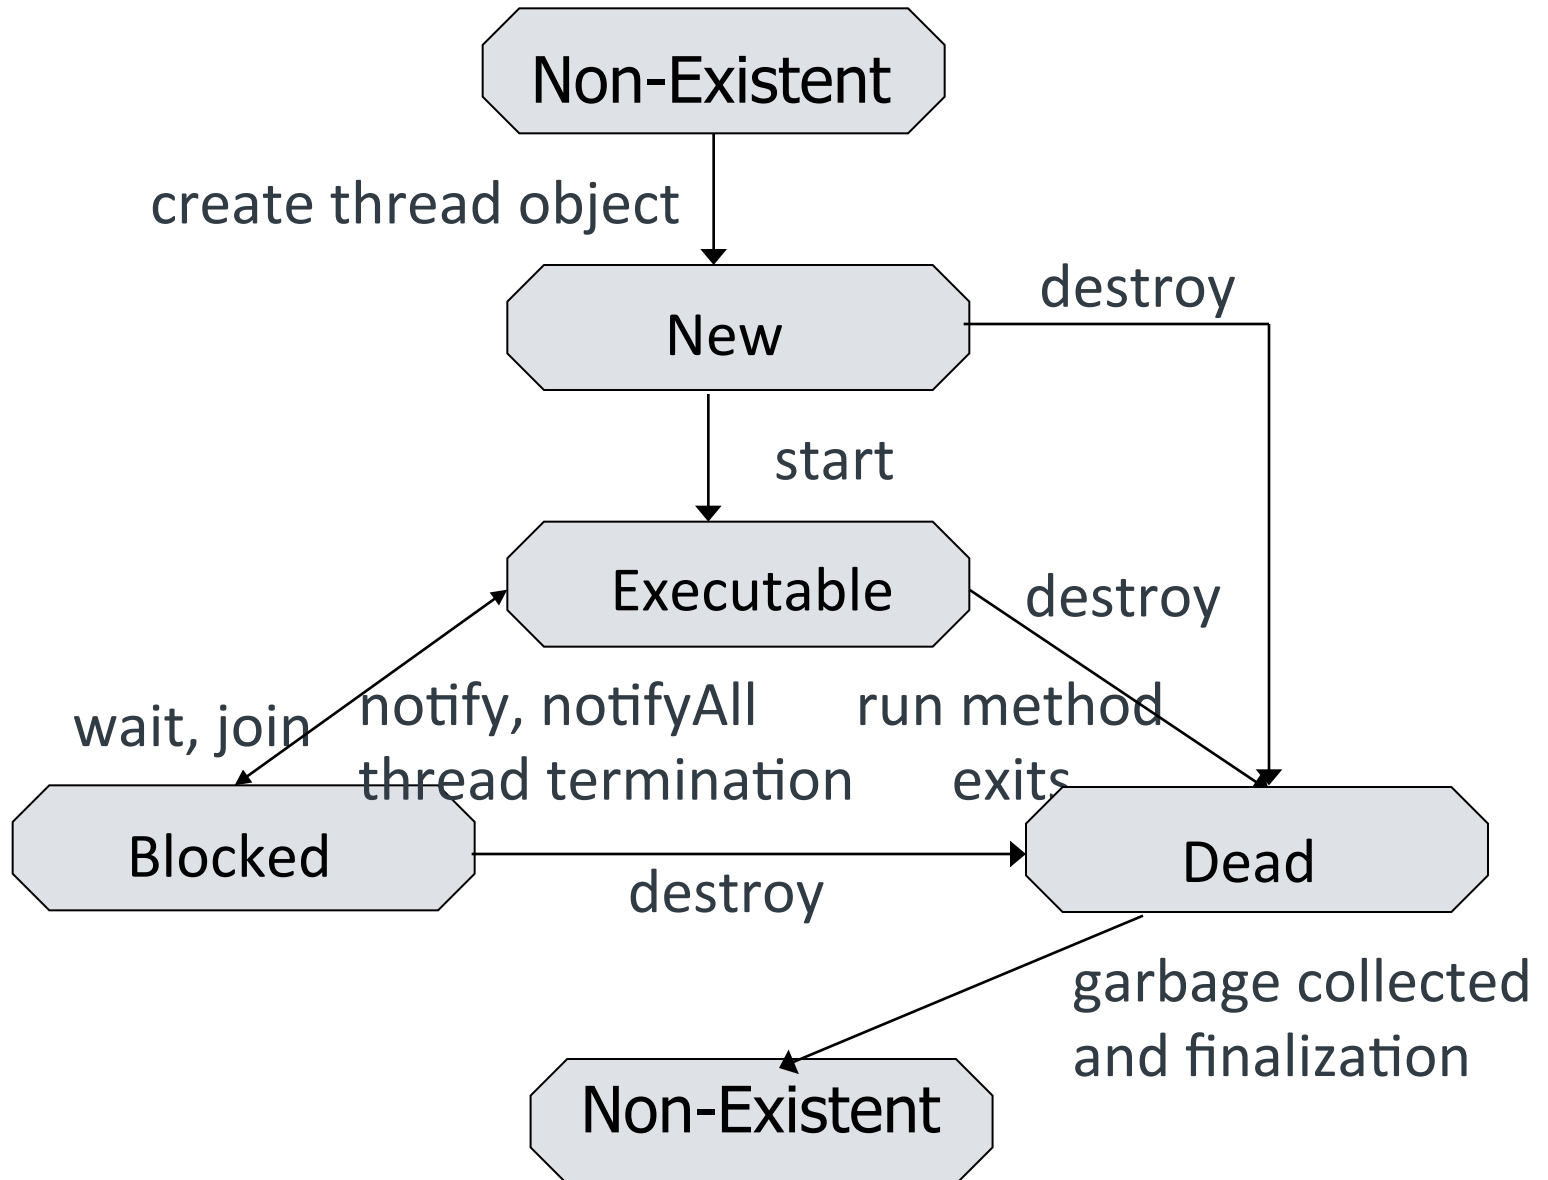 Non-Existent
create thread object
destroy
New
start
Executable
destroy
wait, join
notify, notifyAll
thread termination
run method
exits
Blocked
Dead
destroy
garbage collected
and finalization
Non-Existent